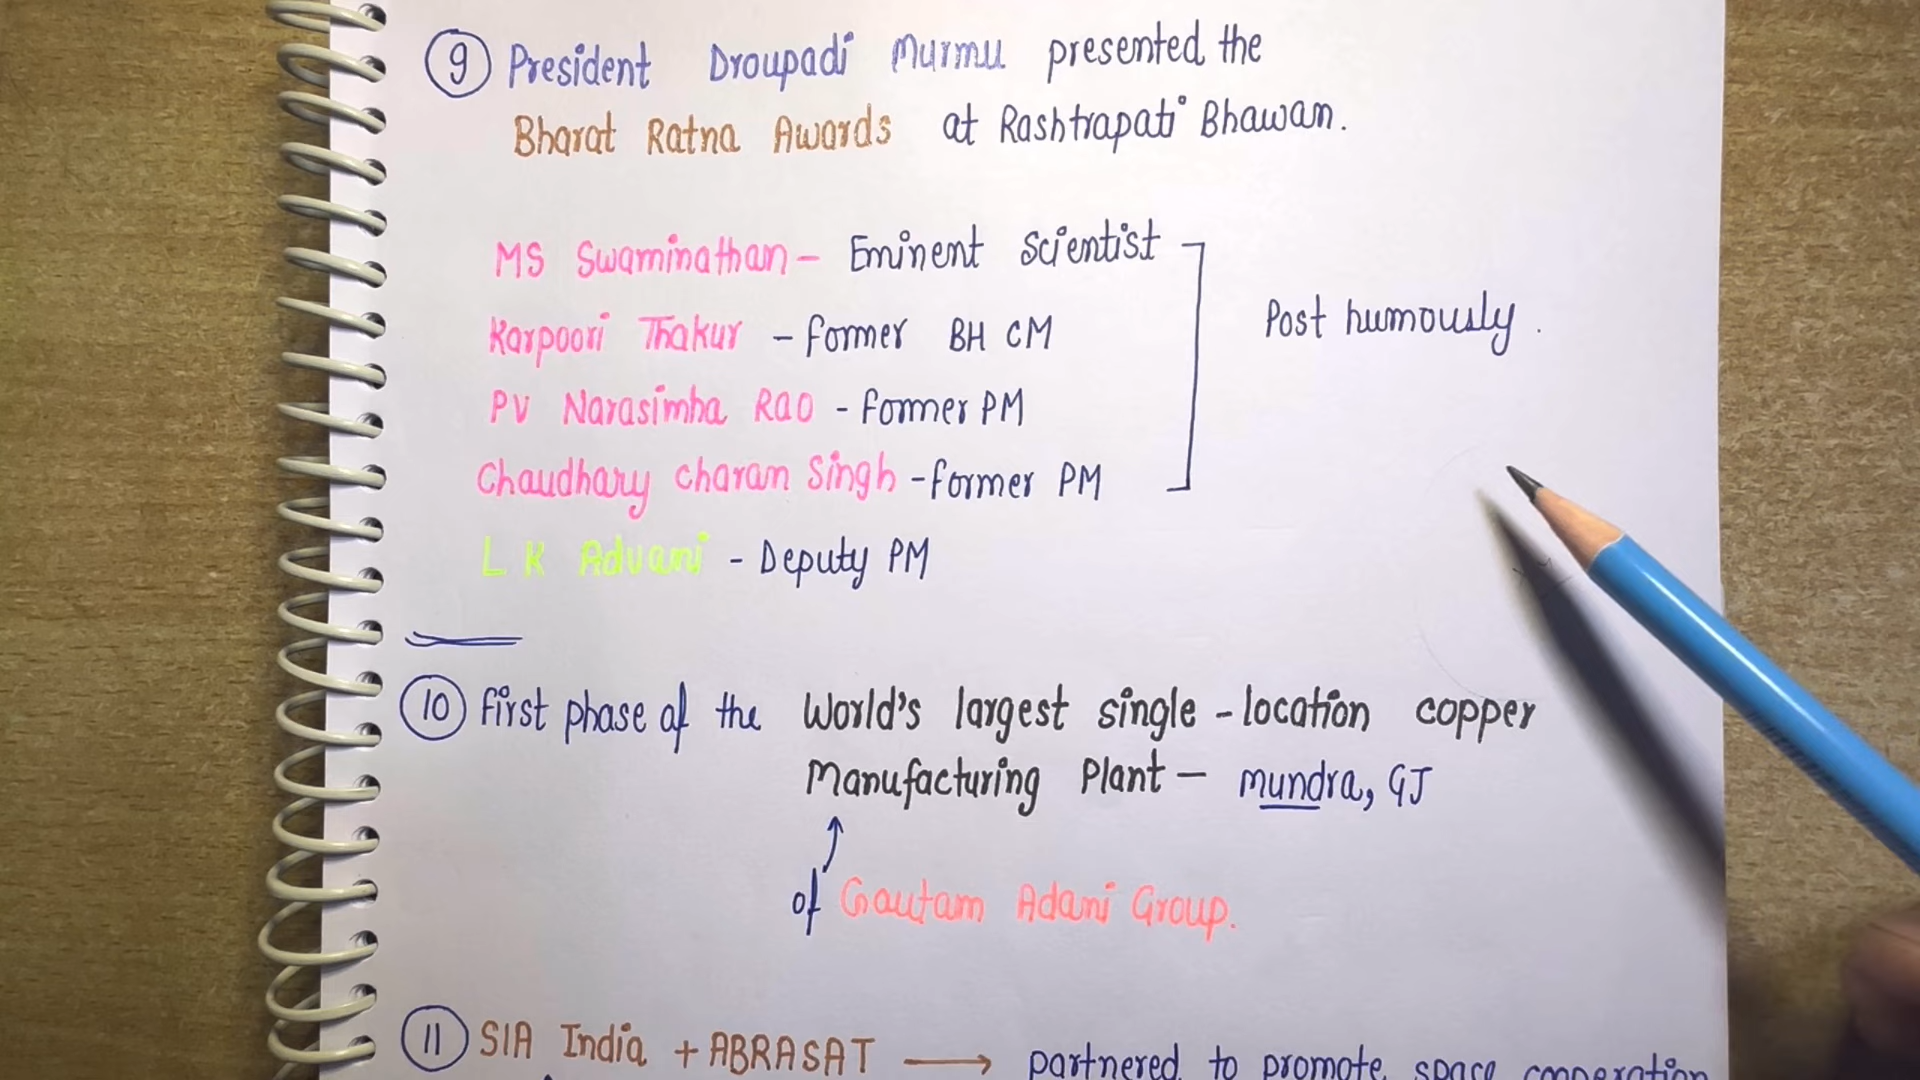 9 President Droupadi Murmu presented the
Bharat Ratna Awards at Rashtrapati Bhawan.
MS Swaminathan - Eminent Scientist
Karpoori Thakur - Former BH CM
Post humously.
PV Narasimha Rao - Former PM
Chaudhary Charan Singh - Former PM
L K Advani - Deputy PM
10 First phase of the World's largest single - location copper
Manufacturing Plant - Mundra, GJ
of Gautam Adani Group.
11 SIA India + ABRASAT → partnered to promote space cooperation